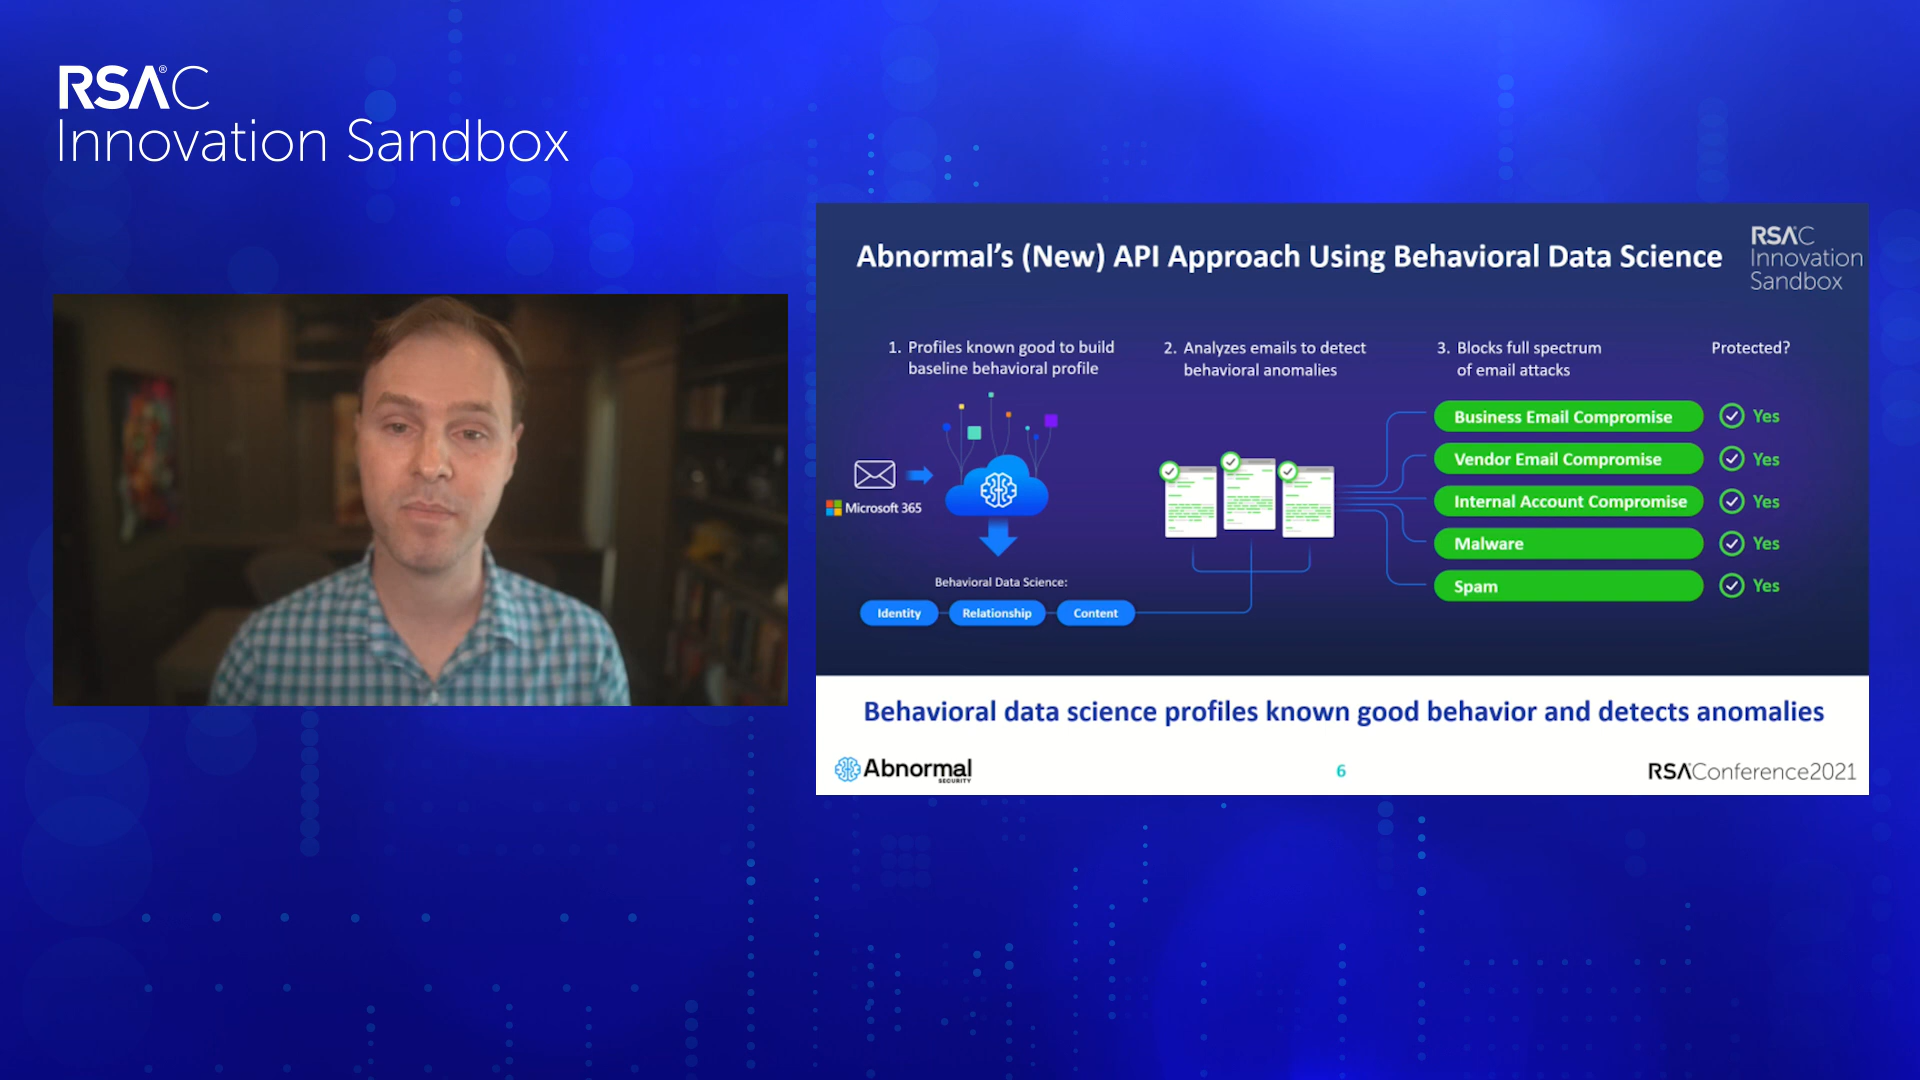 RSA®C
Innovation Sandbox
Abnormal's (New) API Approach Using Behavioral Data Science
RSAC
Innovation
Sandbox
1. Profiles known good to build
baseline behavioral profile
2. Analyzes emails to detect
behavioral anomalies
3. Blocks full spectrum
of email attacks
Protected?
Microsoft 365
Behavioral Data Science:
Identity
Relationship
Content
Business Email Compromise
Yes
Vendor Email Compromise
Yes
Internal Account Compromise
Yes
Malware
Yes
Spam
Yes
Behavioral data science profiles known good behavior and detects anomalies
Abnormal
SECURITY
6
RSAConference2021